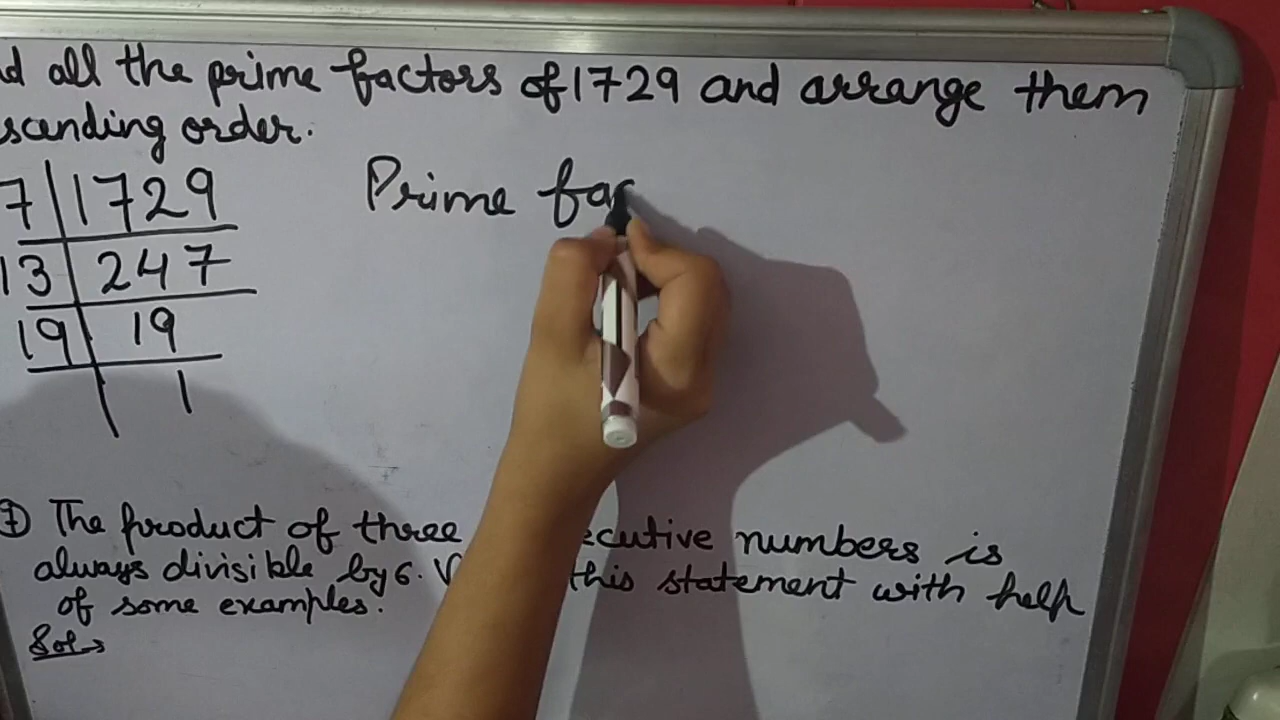 d all the prime factors of 1729 and arrange them
scending order.
7 | 1729
13 | 247
19 | 19
1
Prime fac
7) The product of three ecutive numbers is
always divisible by 6. V this statement with help
of some examples.
Sol→